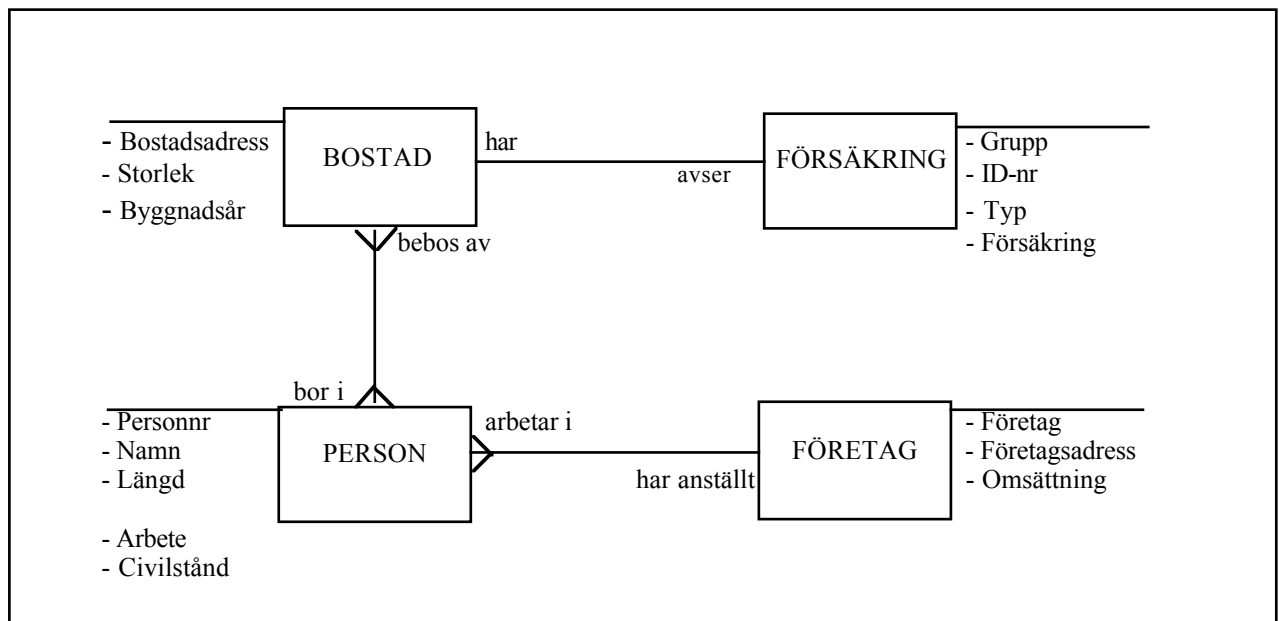 - Bostadsadress
- Storlek
- Byggnadsår
BOSTAD
har
avser
FÖRSÄKRING
- Grupp
- ID-nr
- Typ
- Försäkring
bebos av
bor i
- Personnr
- Namn
- Längd
- Arbete
- Civilstånd
PERSON
arbetar i
har anställt
FÖRETAG
- Företag
- Företagsadress
- Omsättning